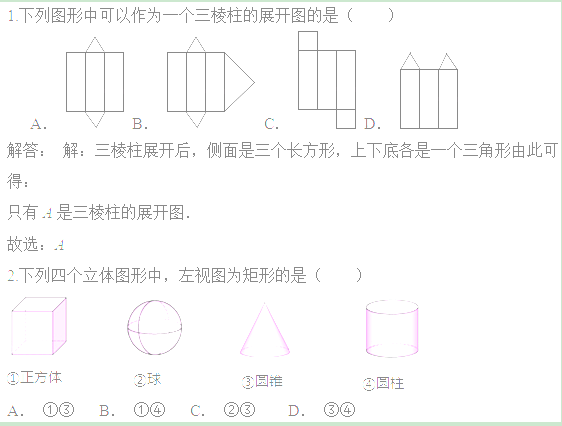 1.下列图形中可以作为一个三棱柱的展开图的是（　　）
A. B. C. D.
解答： 解：三棱柱展开后，侧面是三个长方形，上下底各是一个三角形由此可
得：
只有 A 是三棱柱的展开图．
故选：A
2.下列四个立体图形中，左视图为矩形的是（　　）
①正方体 ②球 ③圆锥 ④圆柱
A． ①③ B． ①④ C． ②③ D． ③④